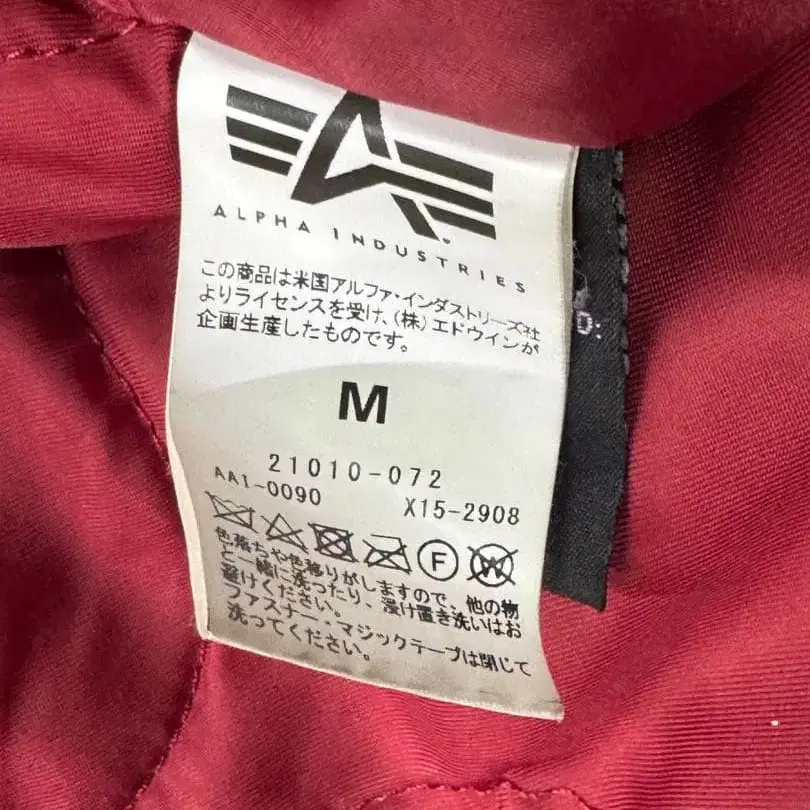 ALPHA INDUSTRIES
この商品は米国アルファ・インダストリーズ社
よりライセンスを受け、(株)エドウインが
企画生産したものです。
M
21010-072
AA1-0090 X15-2908
F W
色落ちや色移りがしますので、他の物
と一緒に洗ったり、浸け置き洗いはお
避けください。
ファスナー・マジックテープは閉じて
洗ってください。
D: